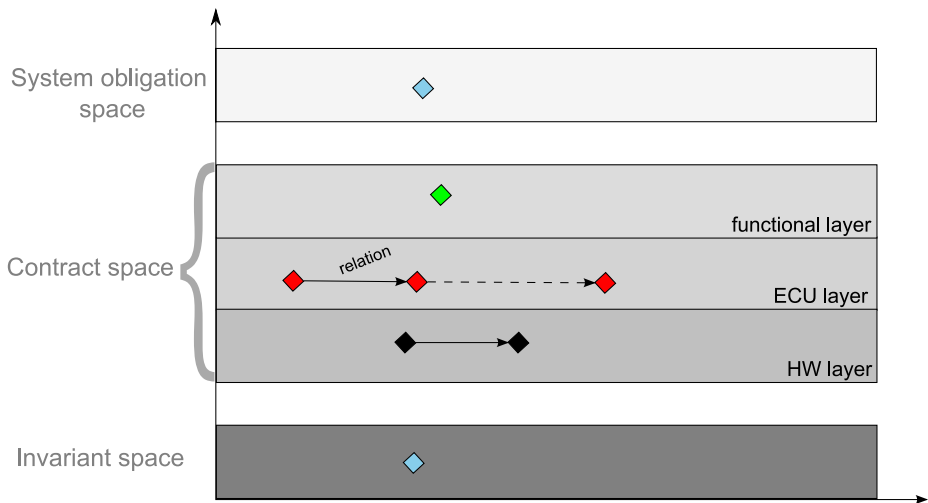 System obligation
space
functional layer
Contract space
relation
ECU layer
HW layer
Invariant space